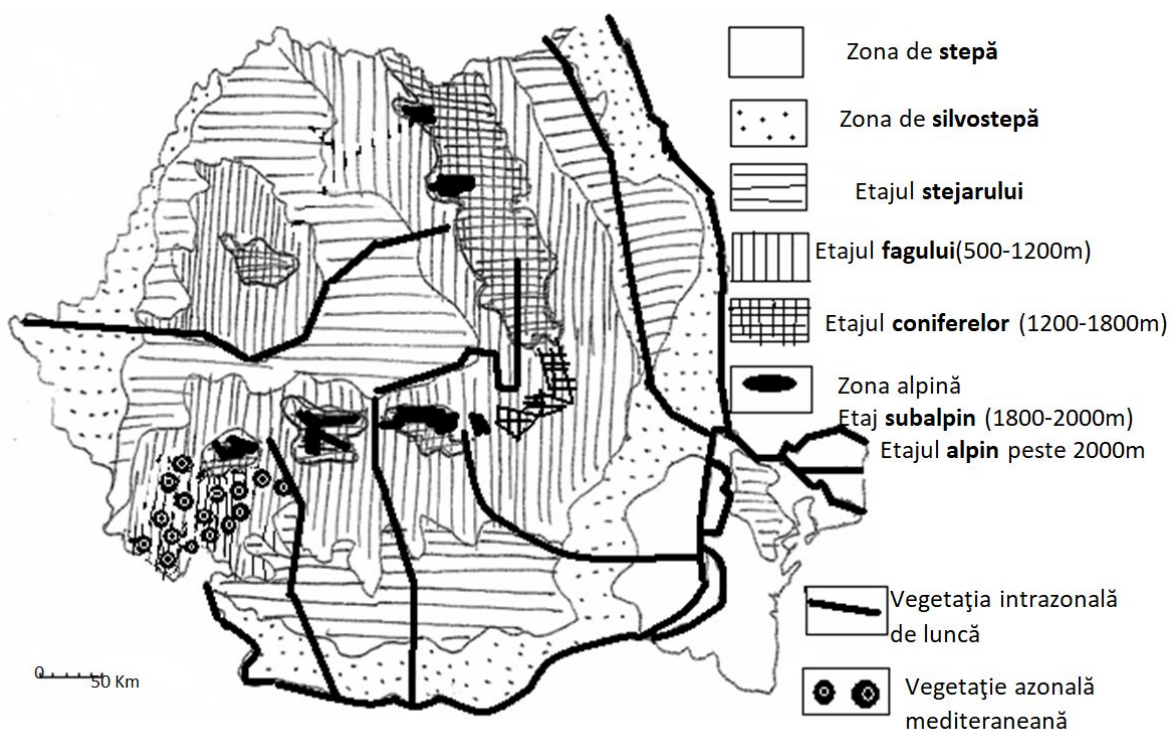 Zona de stepă
Zona de silvostepă
Etajul stejarului
Etajul fagului(500-1200m)
Etajul coniferelor (1200-1800m)
Zona alpină
Etaj subalpin (1800-2000m)
Etajul alpin peste 2000m
Vegetaţia intrazonală
de luncă
Vegetaţie azonală
mediteraneană
0
50 Km